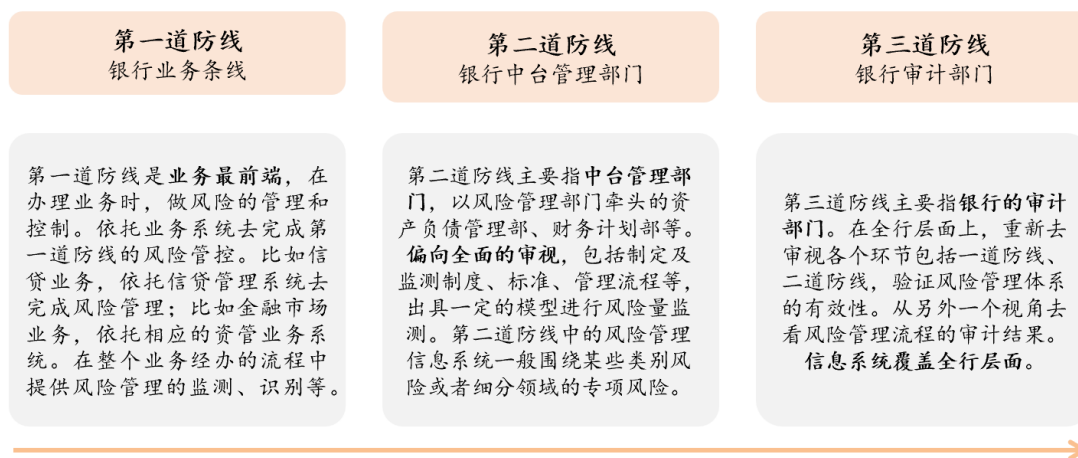 第一道防线
银行业务条线
第一道防线是业务最前端，在
办理业务时，做风险的管理和
控制。依托业务系统去完成第
一道防线的风险管控。比如信
贷业务，依托信贷管理系统去
完成风险管理；比如金融市场
业务，依托相应的资管业务系
统。在整个业务经办的流程中
提供风险管理的监测、识别等。
第二道防线
银行中台管理部门
第二道防线主要指中台管理部
门，以风险管理部门牵头的资
产负债管理部、财务计划部等。
偏向全面的审视，包括制定及
监测制度、标准、管理流程等，
出具一定的模型进行风险量监
测。第二道防线中的风险管理
信息系统一般围绕某些类别风
险或者细分领域的专项风险。
第三道防线
银行审计部门
第三道防线主要指银行的审计
部门。在全行层面上，重新去
审视各个环节包括一道防线、
二道防线，验证风险管理体系
的有效性。从另外一个视角去
看风险管理流程的审计结果。
信息系统覆盖全行层面。